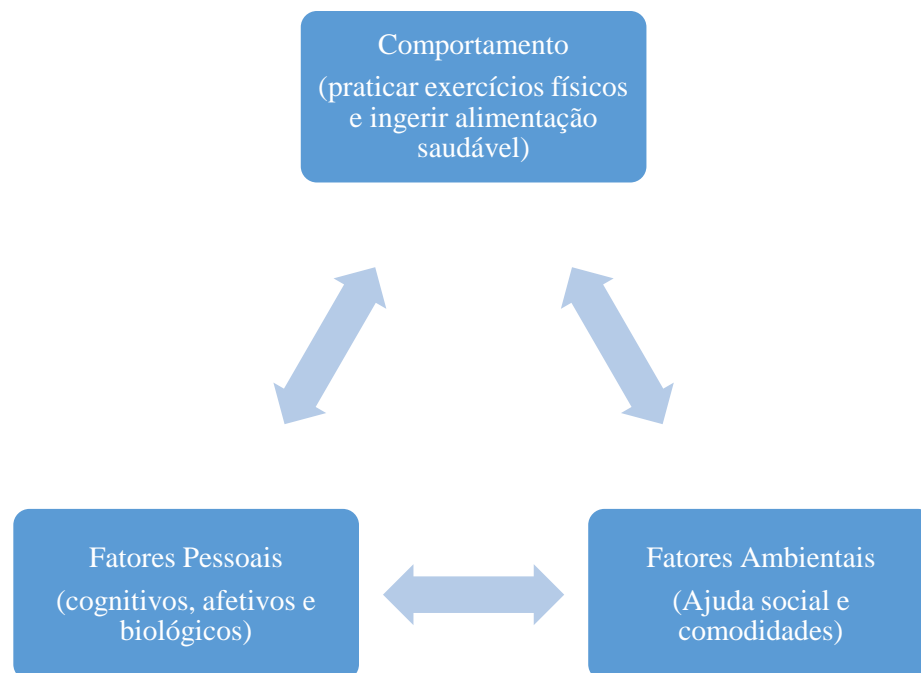 Comportamento
(praticar exercícios físicos
e ingerir alimentação
saudável)
Fatores Pessoais
(cognitivos, afetivos e
biológicos)
Fatores Ambientais
(Ajuda social e
comodidades)